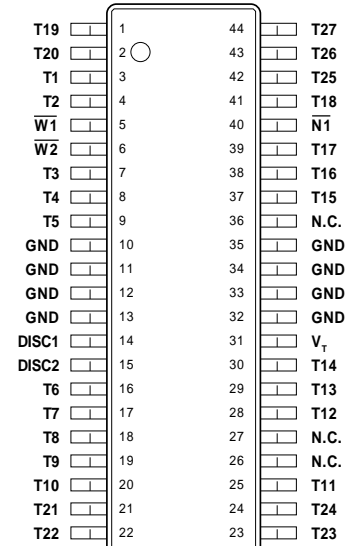 T19 1 44 T27
T20 2 43 T26
T1 3 42 T25
T2 4 41 T18
W̅1̅ 5 40 N̅1̅
W̅2̅ 6 39 T17
T3 7 38 T16
T4 8 37 T15
T5 9 36 N.C.
GND 10 35 GND
GND 11 34 GND
GND 12 33 GND
GND 13 32 GND
DISC1 14 31 VT
DISC2 15 30 T14
T6 16 29 T13
T7 17 28 T12
T8 18 27 N.C.
T9 19 26 N.C.
T10 20 25 T11
T21 21 24 T24
T22 22 23 T23